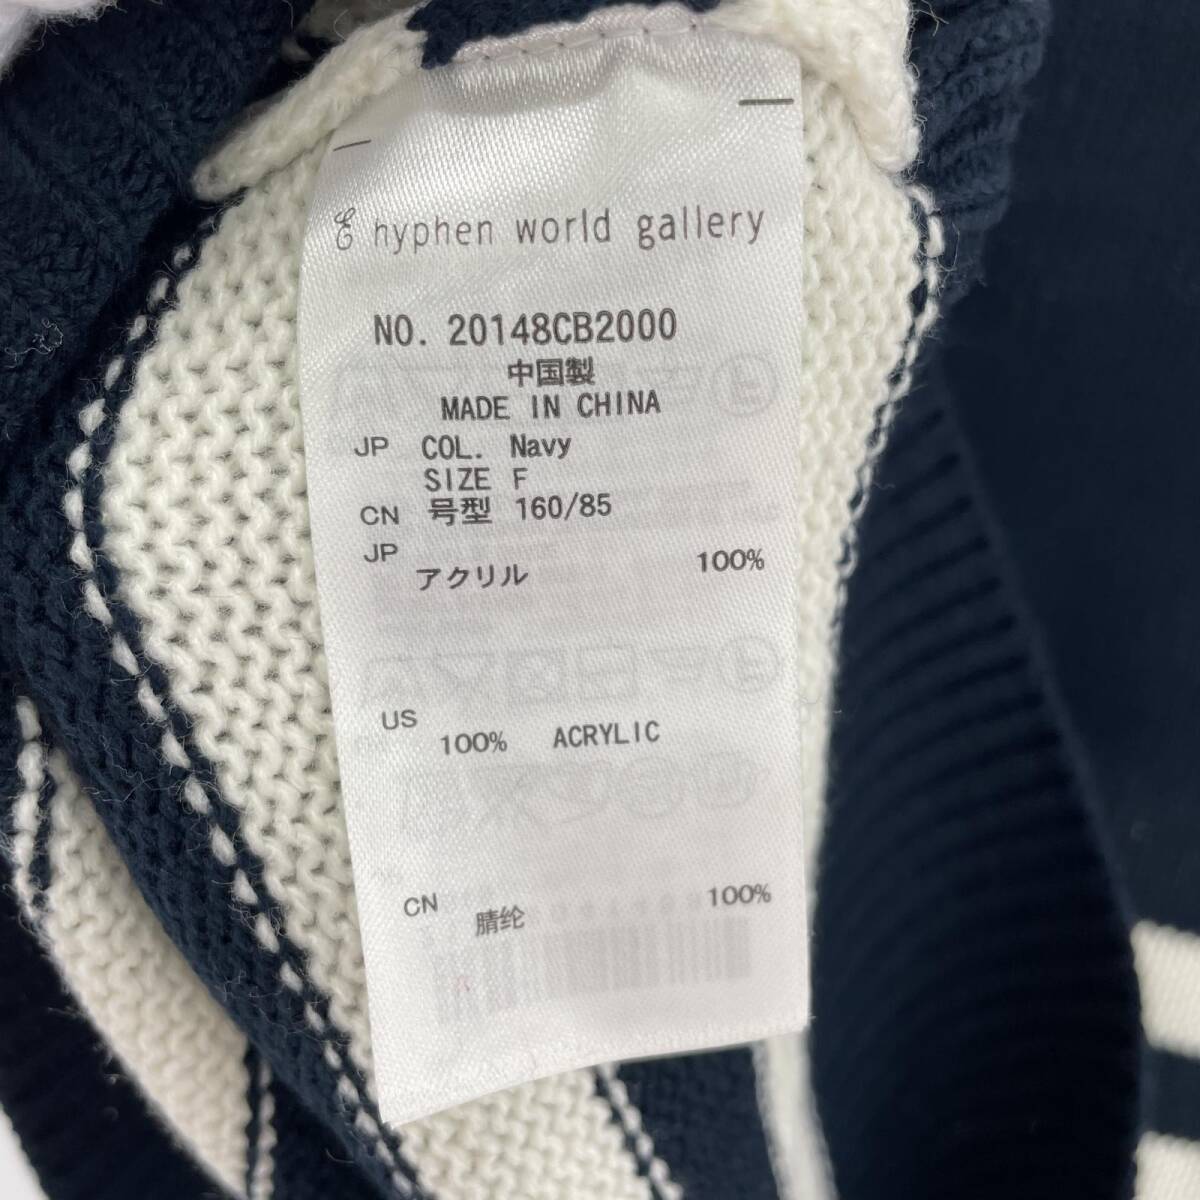 E hyphen world gallery
NO. 20148CB2000
中国製
MADE IN CHINA
JP COL. Navy
SIZE F
CN 号型 160/85
JP
アクリル 100%
US
100% ACRYLIC
CN
腈纶 100%